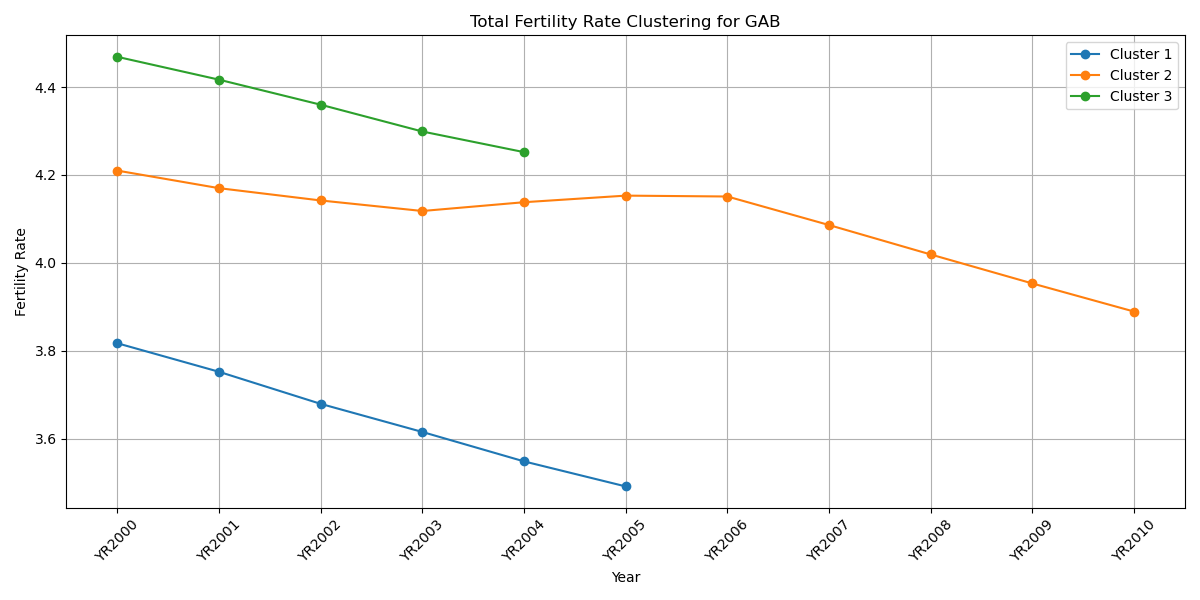 Total Fertility Rate Clustering for GAB
Cluster 1
Cluster 2
Cluster 3
Fertility Rate
4.4
4.2
4.0
3.8
3.6
YR2000
YR2001
YR2002
YR2003
YR2004
YR2005
YR2006
YR2007
YR2008
YR2009
YR2010
Year